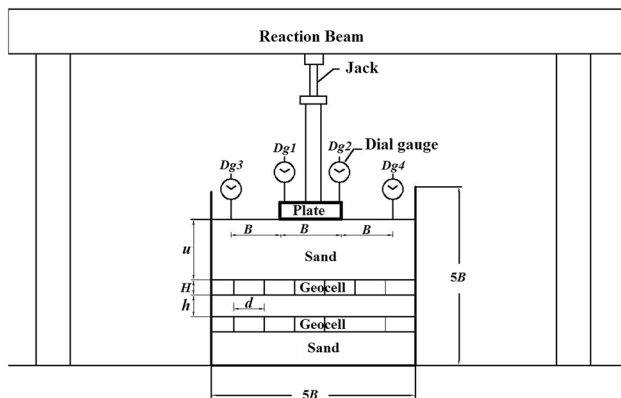 Reaction Beam
Jack
Dg1 Dg2 Dial gauge
Dg3 Dg4
Plate
B B B
u
Sand
5B
H Geocell
h d
Geocell
Sand
5B